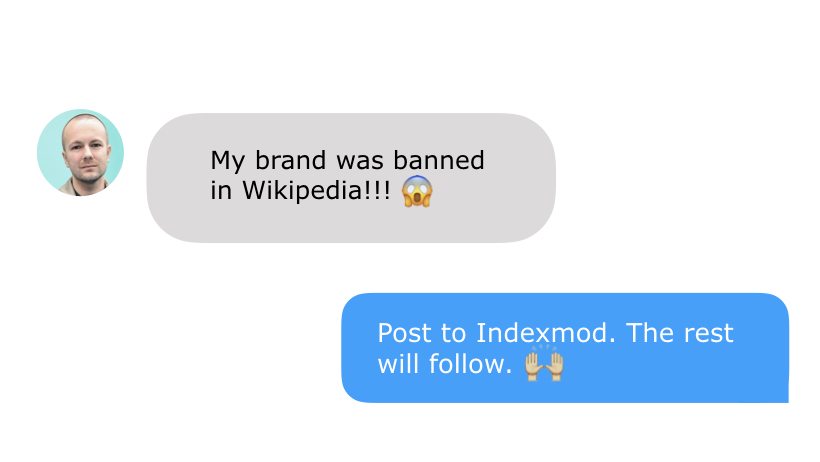 My brand was banned
in Wikipedia!!! 😱
Post to Indexmod. The rest
will follow. 🙌🏼